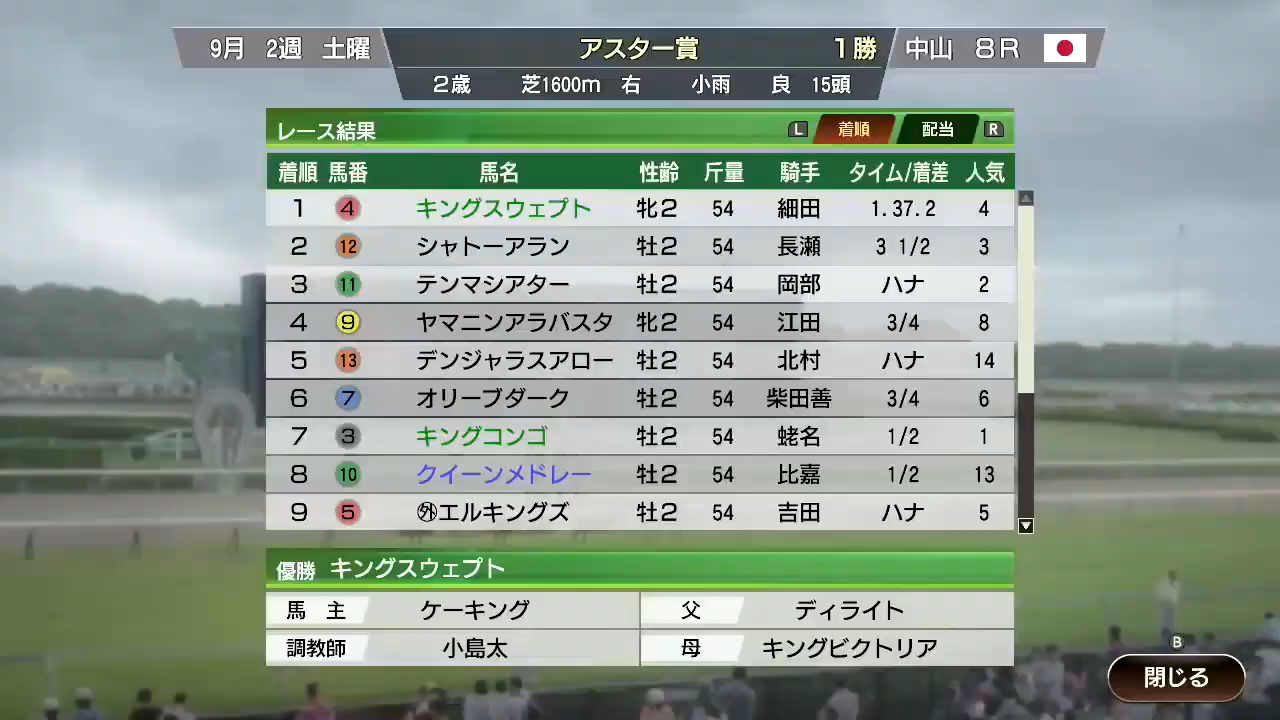 9月 2週 土曜 アスター賞 1勝 中山 8R
2歳 芝1600m 右 小雨 良 15頭
レース結果 L 着順 配当 R
着順 馬番 馬名 性齢 斤量 騎手 タイム/着差 人気
1 4 キングスウェプト 牝2 54 細田 1.37.2 4
2 12 シャトーアラン 牡2 54 長瀬 3 1/2 3
3 11 テンマシアター 牡2 54 岡部 ハナ 2
4 9 ヤマニンアラバスタ 牝2 54 江田 3/4 8
5 13 デンジャラスアロー 牡2 54 北村 ハナ 14
6 7 オリーブダーク 牡2 54 柴田善 3/4 6
7 3 キングコンゴ 牡2 54 蛯名 1/2 1
8 10 クイーンメドレー 牡2 54 比嘉 1/2 13
9 5 外エルキングズ 牡2 54 吉田 ハナ 5
優勝 キングスウェプト
馬主 ケーキング 父 ディライト
調教師 小島太 母 キングビクトリア
B
閉じる